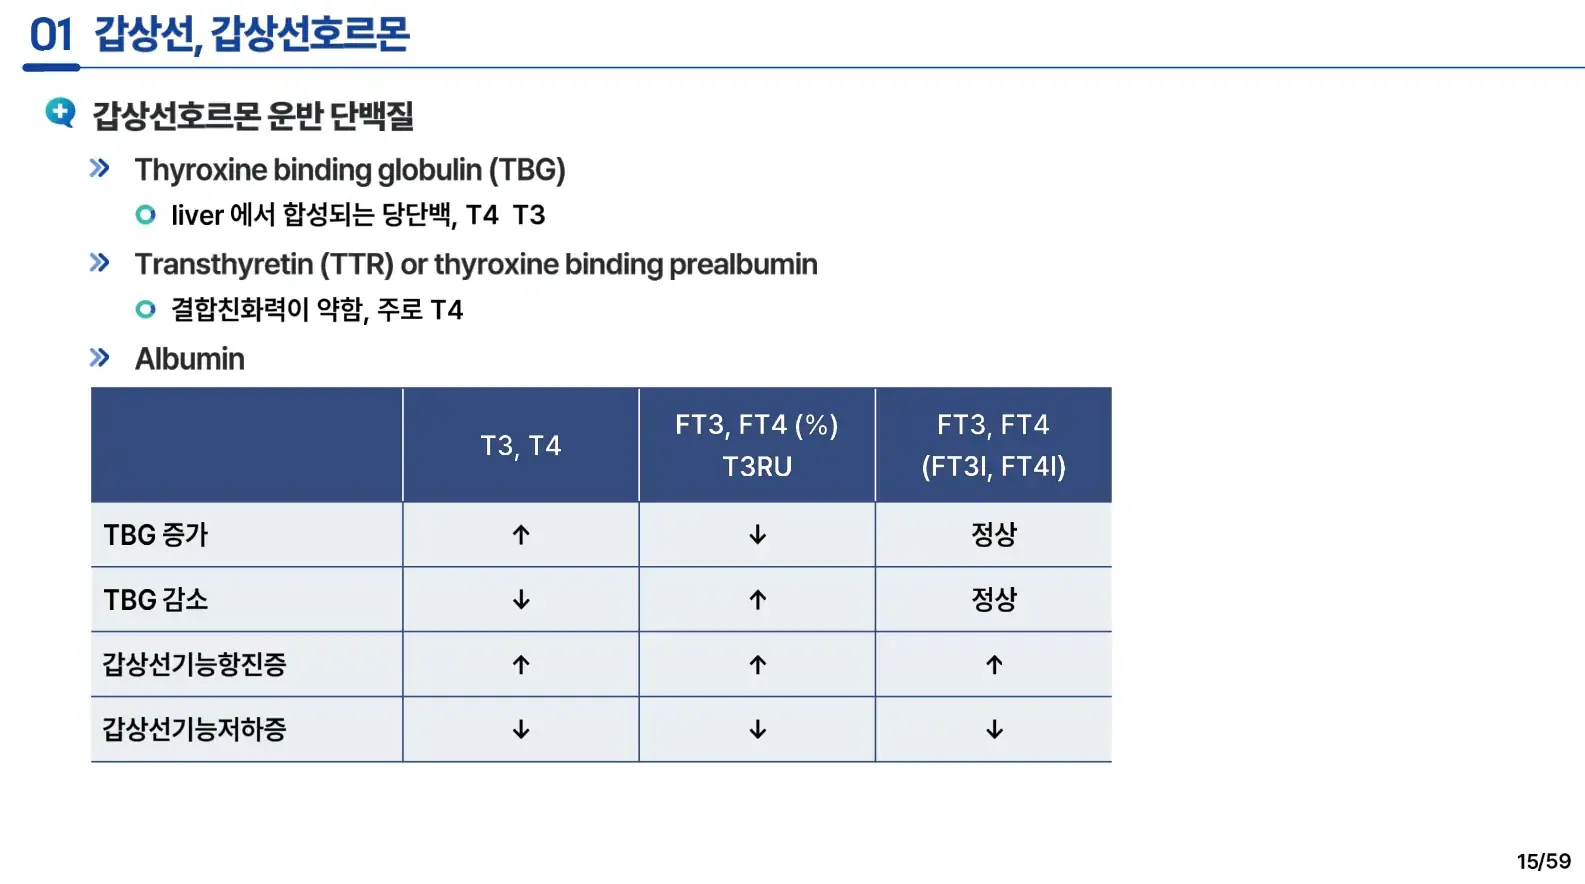 01 갑상선, 갑상선호르몬
갑상선호르몬 운반 단백질
Thyroxine binding globulin (TBG)
liver 에서 합성되는 당단백, T4 T3
Transthyretin (TTR) or thyroxine binding prealbumin
결합친화력이 약함, 주로 T4
Albumin
T3, T4
FT3, FT4 (%)
T3RU
FT3, FT4
(FT3I, FT4I)
TBG 증가 ↑ ↓ 정상
TBG 감소 ↓ ↑ 정상
갑상선기능항진증 ↑ ↑ ↑
갑상선기능저하증 ↓ ↓ ↓
15/59